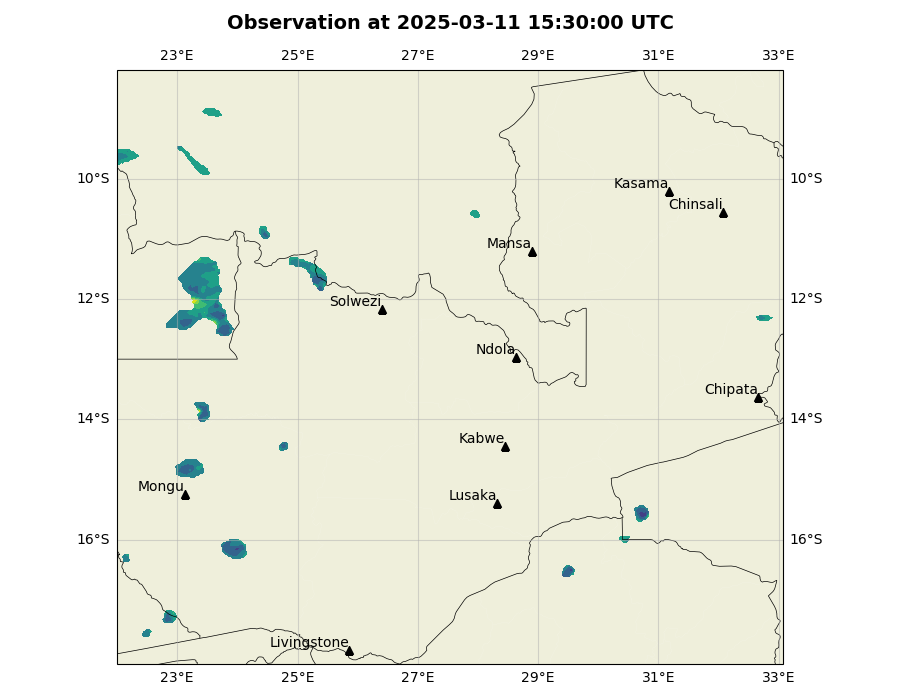 Observation at 2025-03-11 15:30:00 UTC
23°E 25°E 27°E 29°E 31°E 33°E
10°S 10°S
Kasama
Chinsali
Mansa
12°S 12°S
Solwezi
Ndola
Chipata
14°S 14°S
Kabwe
Mongu
Lusaka
16°S 16°S
Livingstone
23°E 25°E 27°E 29°E 31°E 33°E